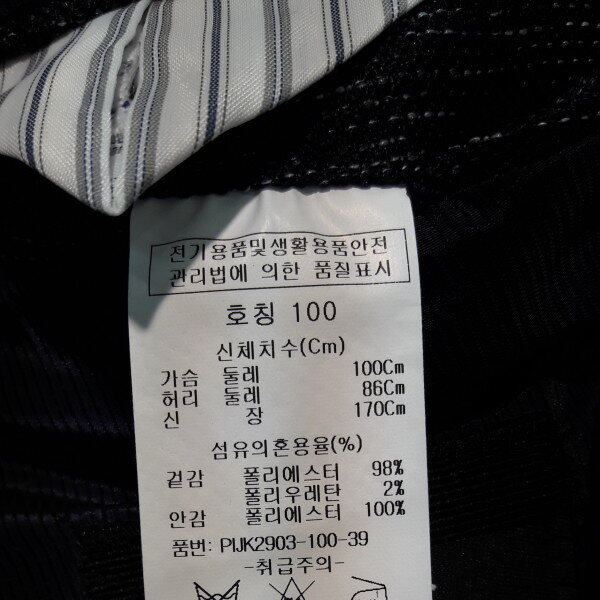 전기용품및생활용품안전
관리법에 의한 품질표시
호칭 100
신체치수(Cm)
가슴 둘레 100Cm
허리 둘레 86Cm
신 장 170Cm
섬유의혼용율(%)
겉감 폴리에스터 98%
폴리우레탄 2%
안감 폴리에스터 100%
품번: PIJK2903-100-39
-취급주의-